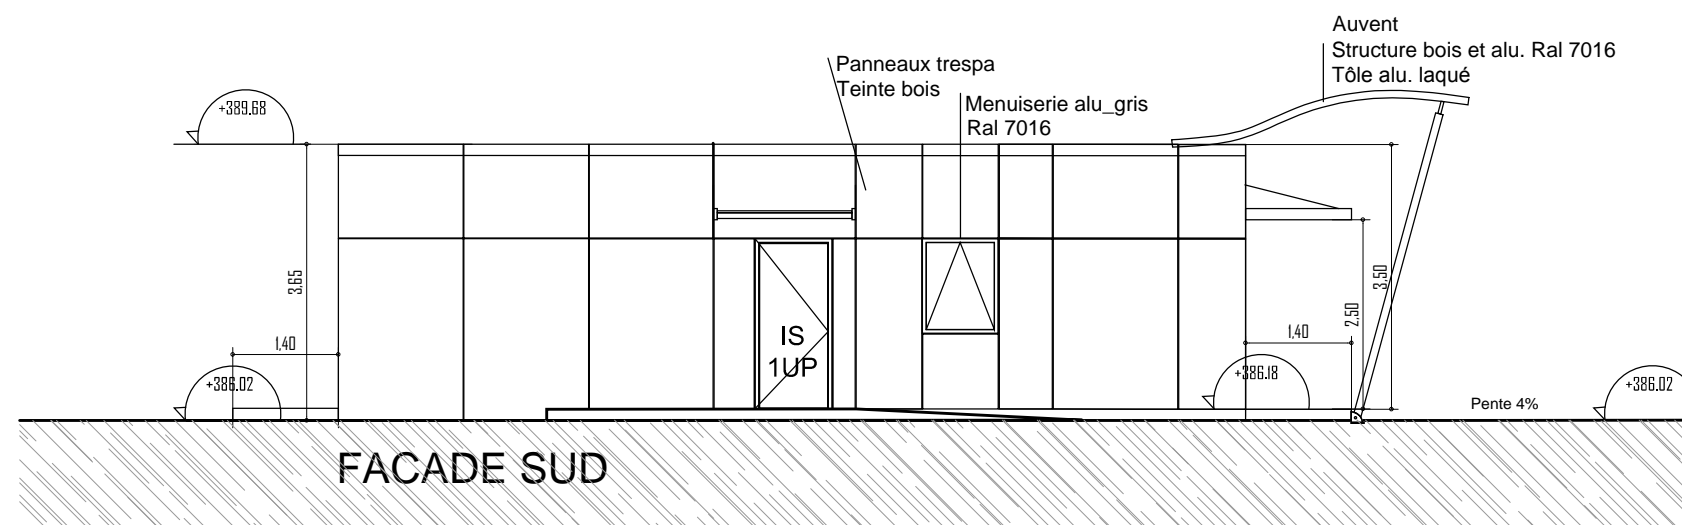 Auvent
Structure bois et alu. Ral 7016
Tôle alu. laqué
Panneaux trespa
Teinte bois
Menuiserie alu_gris
Ral 7016
+389.68
3.65
3.50
2.50
1,40
1,40
IS
1UP
+386.02
+386.18
+386.02
Pente 4%
FACADE SUD